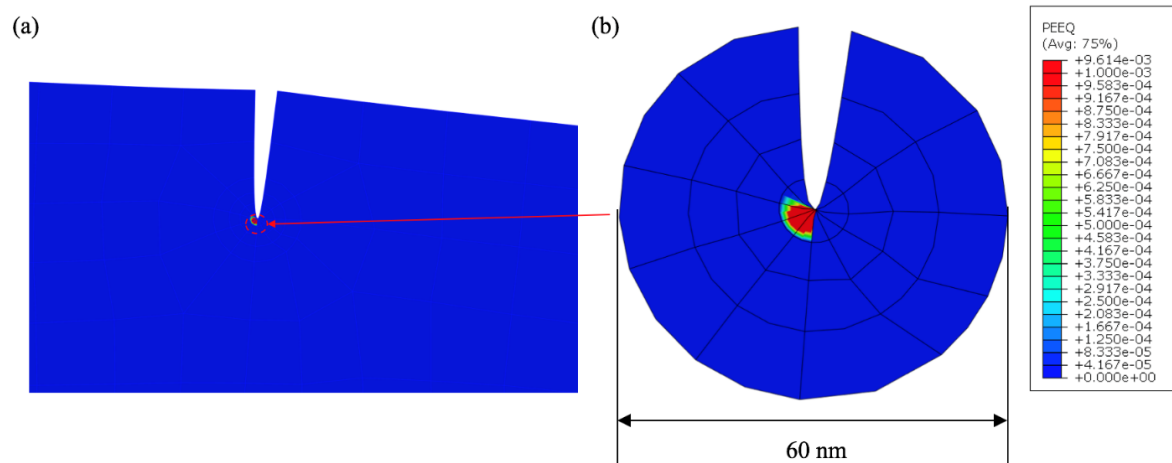 (a)
(b)
PEEQ
(Avg: 75%)
+9.614e-03
+1.000e-03
+9.583e-04
+9.167e-04
+8.750e-04
+8.333e-04
+7.917e-04
+7.500e-04
+7.083e-04
+6.667e-04
+6.250e-04
+5.833e-04
+5.417e-04
+5.000e-04
+4.583e-04
+4.167e-04
+3.750e-04
+3.333e-04
+2.917e-04
+2.500e-04
+2.083e-04
+1.667e-04
+1.250e-04
+8.333e-05
+4.167e-05
+0.000e+00
60 nm